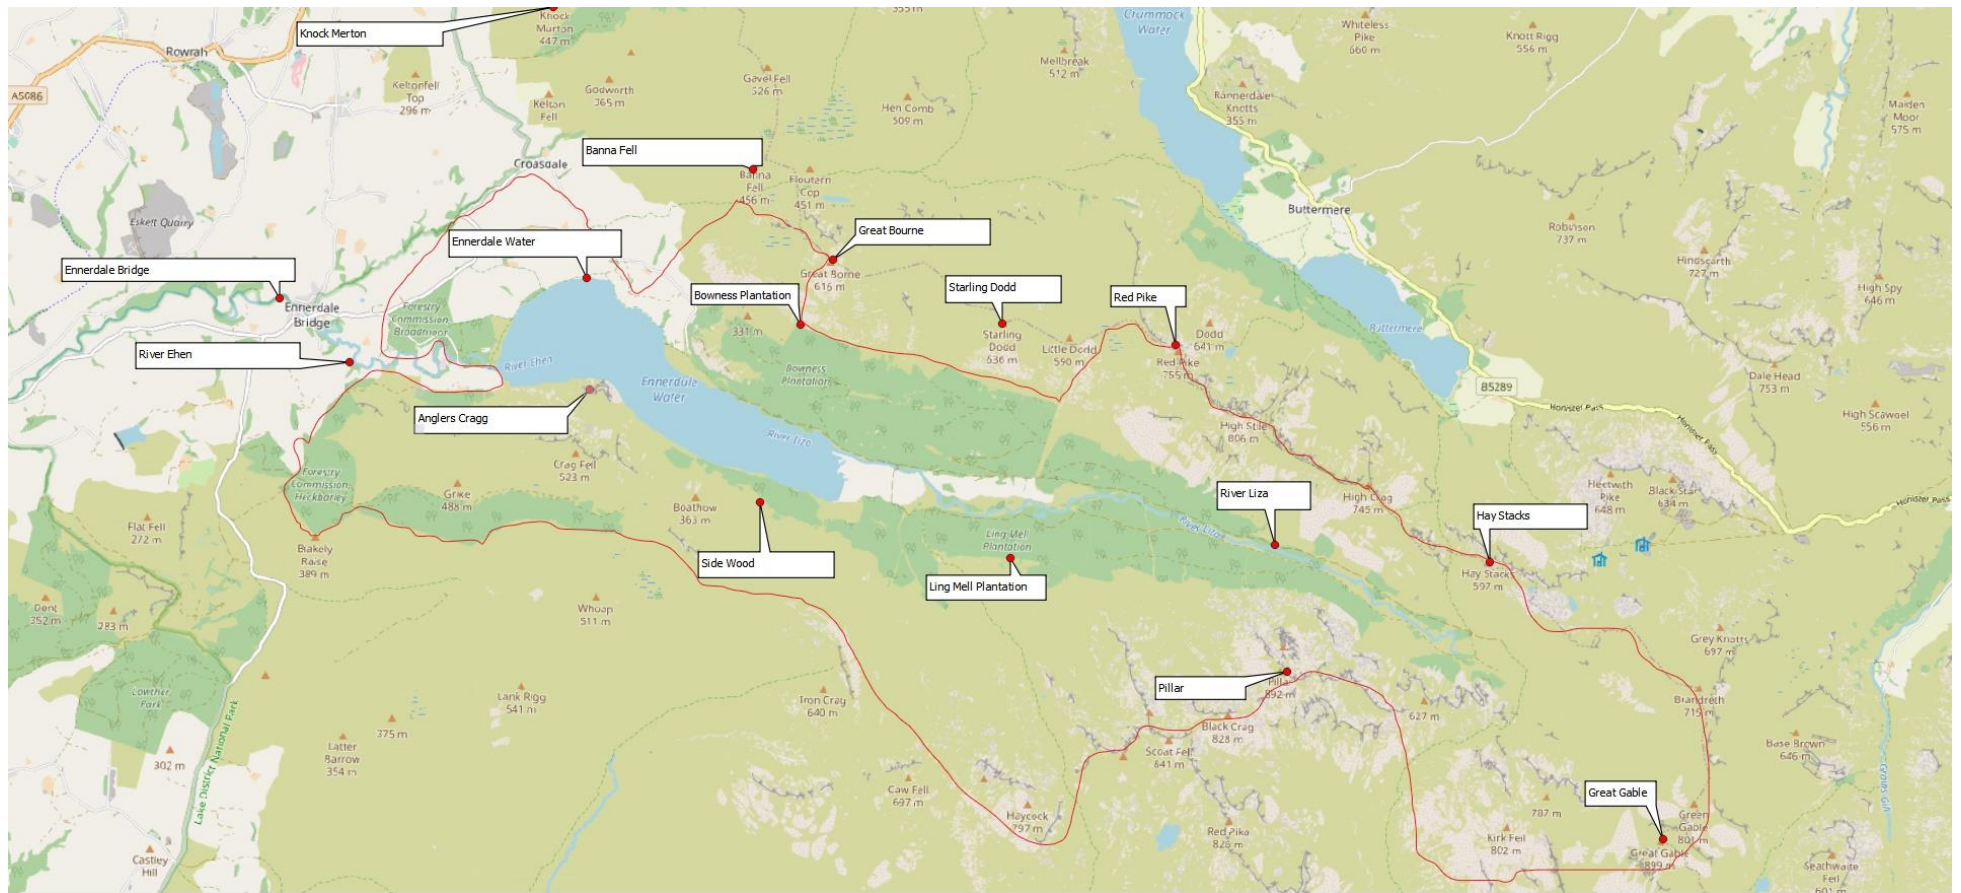 Knock Merton
Knock
Murton
447 m
Crummock
Water
Whiteless
Pike
660 m
Knott Rigg
556 m
Rowrah
Mellbreak
512 m
Gavel Fell
526 m
Keltonfell
Top
296 m
Godworth
365 m
A5086
Kelton
Fell
Hen Comb
509 m
Rannerdale
Knotts
355 m
Maiden
Moor
575 m
Banna Fell
Croasdale
Banna
Fell
456 m
Floutern
Cop
451 m
Eskett Quarry
Buttermere
Robinson
737 m
Great Bourne
Ennerdale Water
Hindscarth
727 m
Ennerdale Bridge
Great Borne
616 m
High Spy
646 m
Bowness Plantation
Starling Dodd
Red Pike
Ennerdale
Bridge
Forestry
Commission
Broadmoor
331 m
Starling
Dodd
636 m
Dodd
641 m
Buttermere
River Ehen
River Ehen
Little Dodd
590 m
Red Pike
755 m
Bowness
Plantation
Ennerdale
Water
B5289
Dale Head
753 m
Anglers Cragg
Honister Pass
High Scawdel
556 m
Honister Pass
High Stile
806 m
River Liza
Crag Fell
523 m
Forestry
Commission
Heckbarley
Grike
488 m
Fleetwith
Pike
648 m
Black Star
634 m
River Liza
High Crag
745 m
Honister Pass
Boathow
363 m
Hay Stacks
Flat Fell
272 m
River Liza
Ling Mell
Plantation
Blakely
Raise
389 m
Side Wood
Hay Stacks
597 m
Ling Mell Plantation
Dent
352 m
283 m
Whoap
511 m
Grey Knotts
697 m
Lowther
Park
Lank Rigg
541 m
Iron Crag
640 m
Pillar
Pillar
892 m
Brandreth
715 m
627 m
375 m
Lake District National Park
Latter
Barrow
354 m
Black Crag
828 m
Base Brown
646 m
302 m
Scoat Fell
841 m
Caw Fell
697 m
Great Gable
Haycock
797 m
787 m
Green
Gable
801 m
Red Pike
826 m
Kirk Fell
802 m
Great Gable
899 m
Castley
Hill
Seathwaite
Fell
601 m